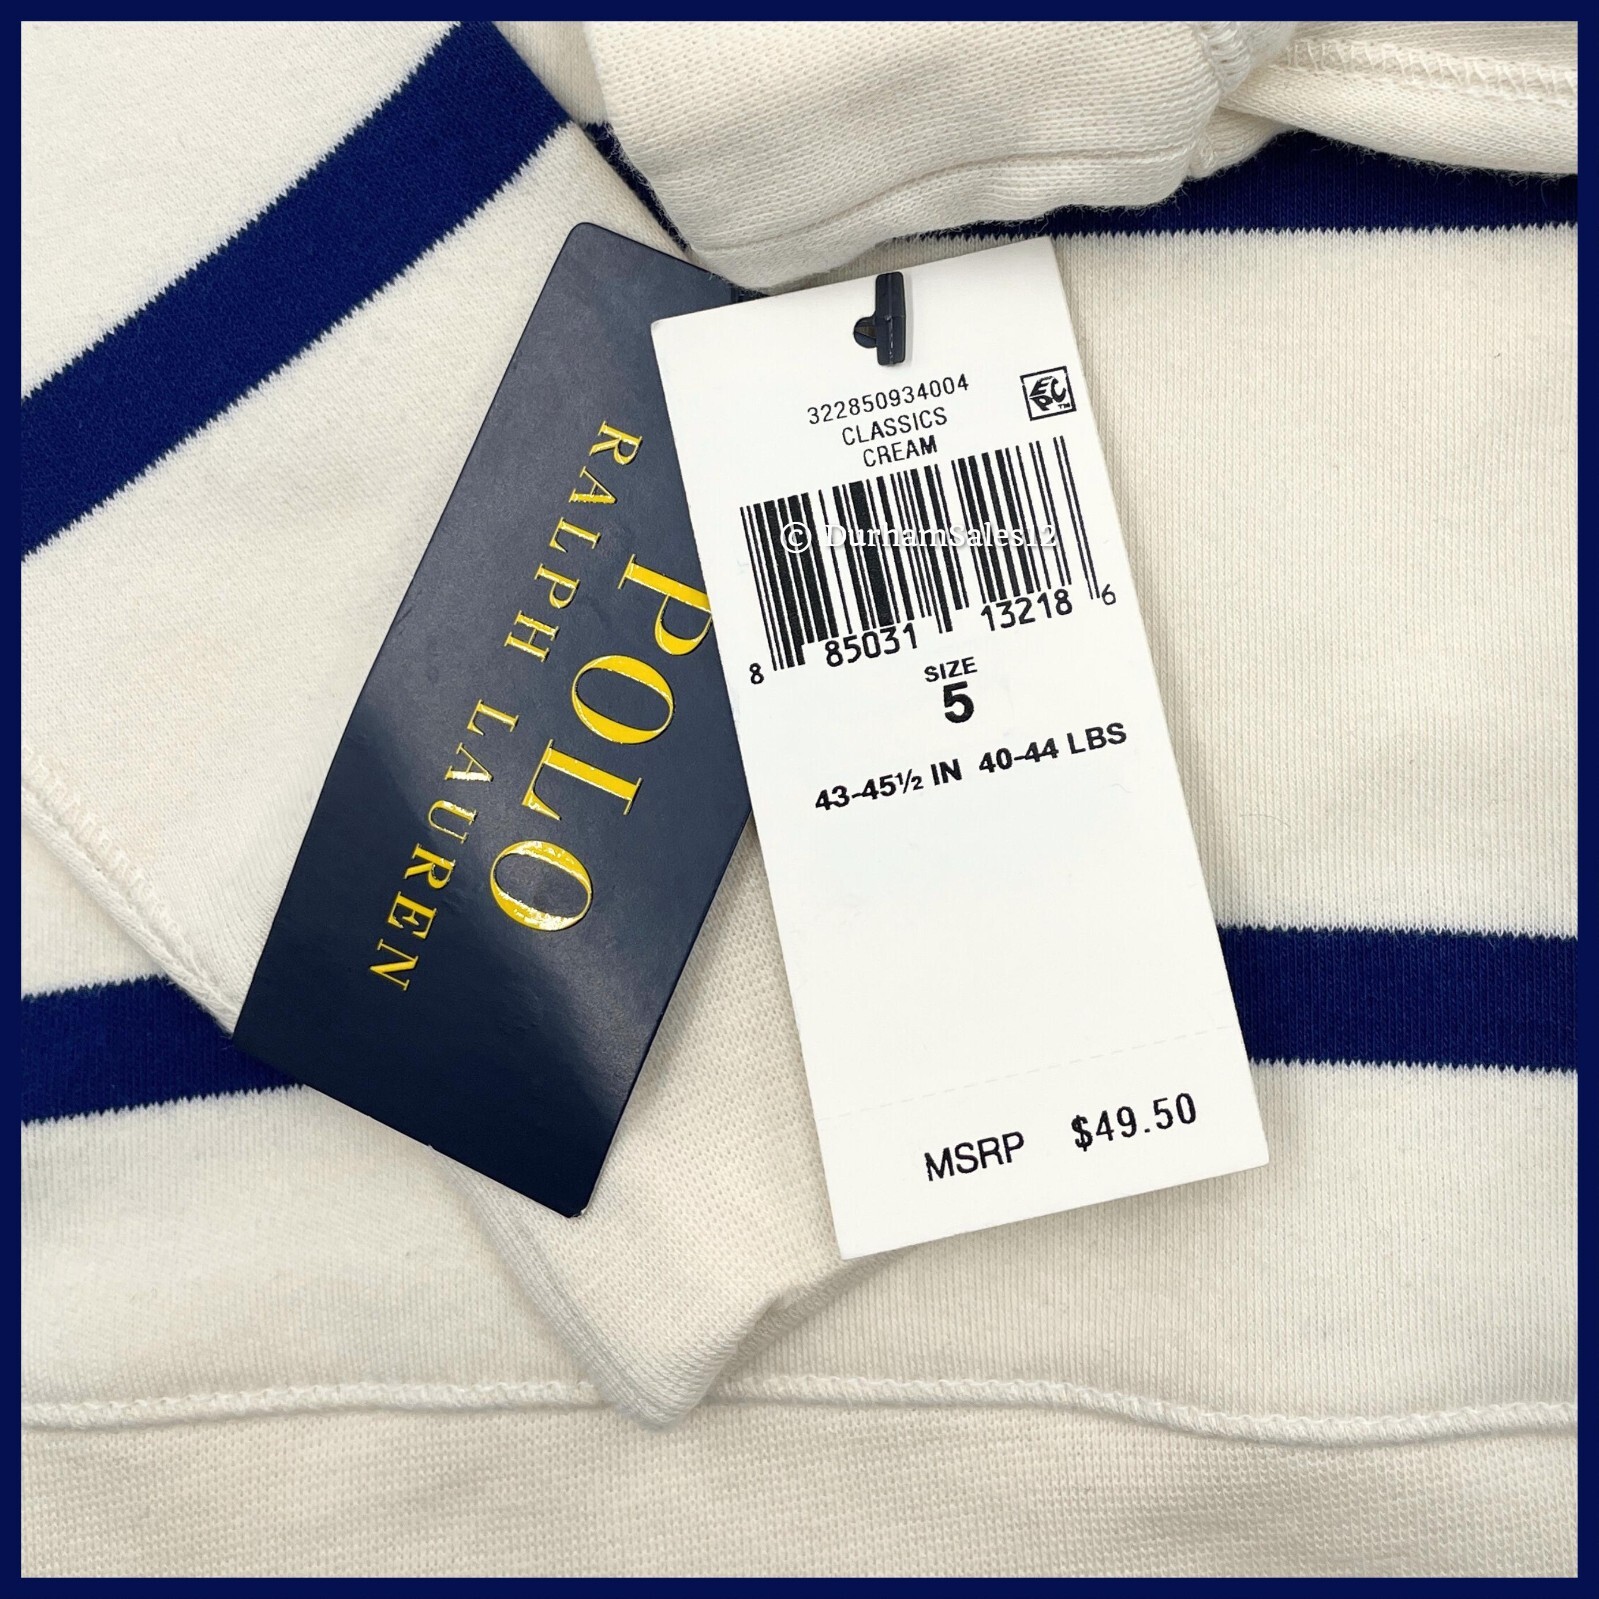 POLO
RALPH LAUREN
322850934004
CLASSICS
CREAM
EPC™
© DurhamSales12
8 85031 13218 6
SIZE
5
43-45½ IN 40-44 LBS
MSRP $49.50